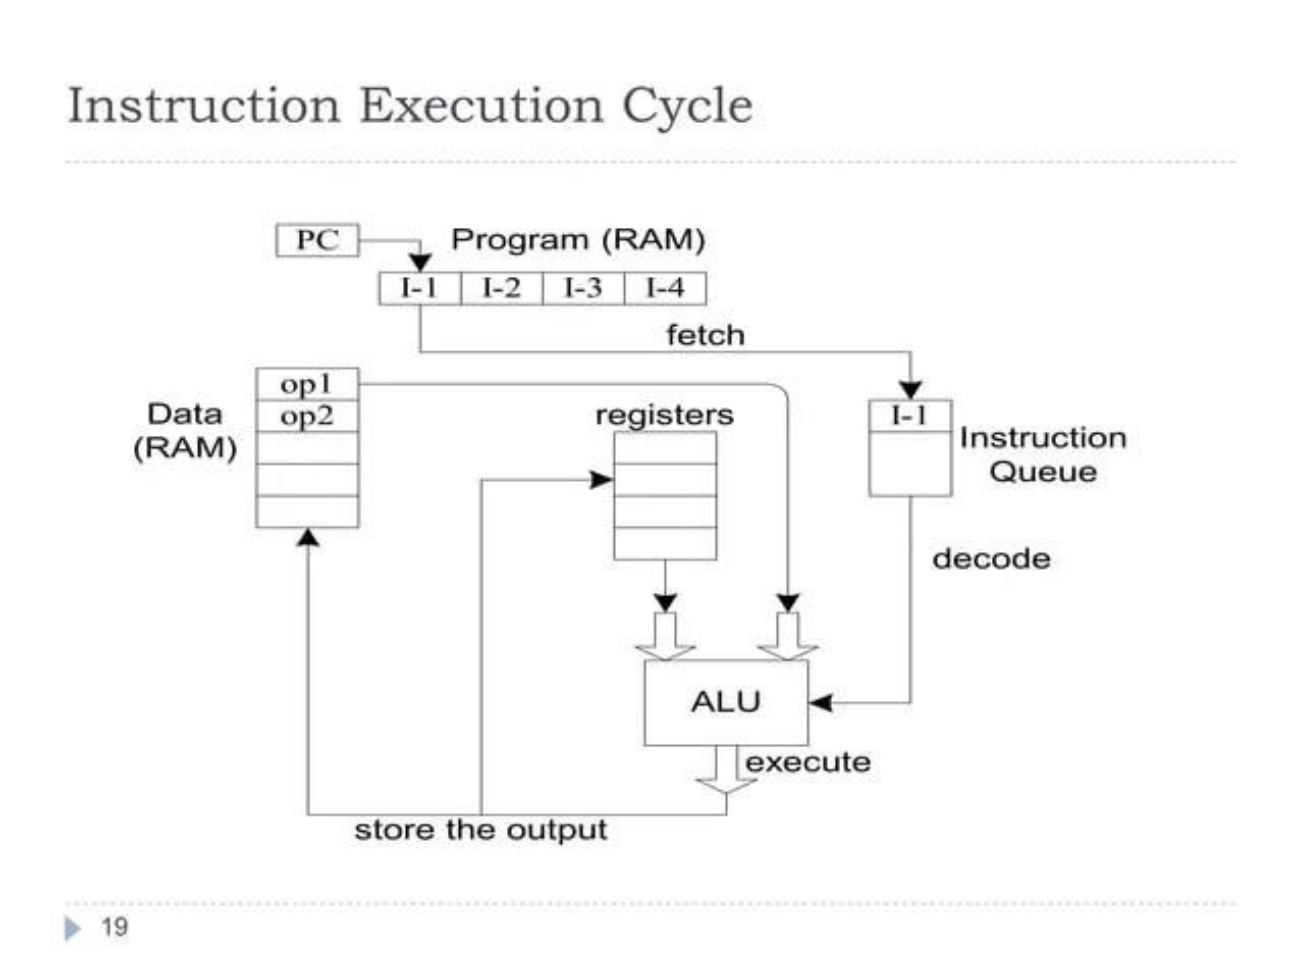 Instruction Execution Cycle
PC
Program (RAM)
I-1 I-2 I-3 I-4
fetch
op1
op2
Data
(RAM)
registers
I-1
Instruction
Queue
decode
ALU
execute
store the output
19